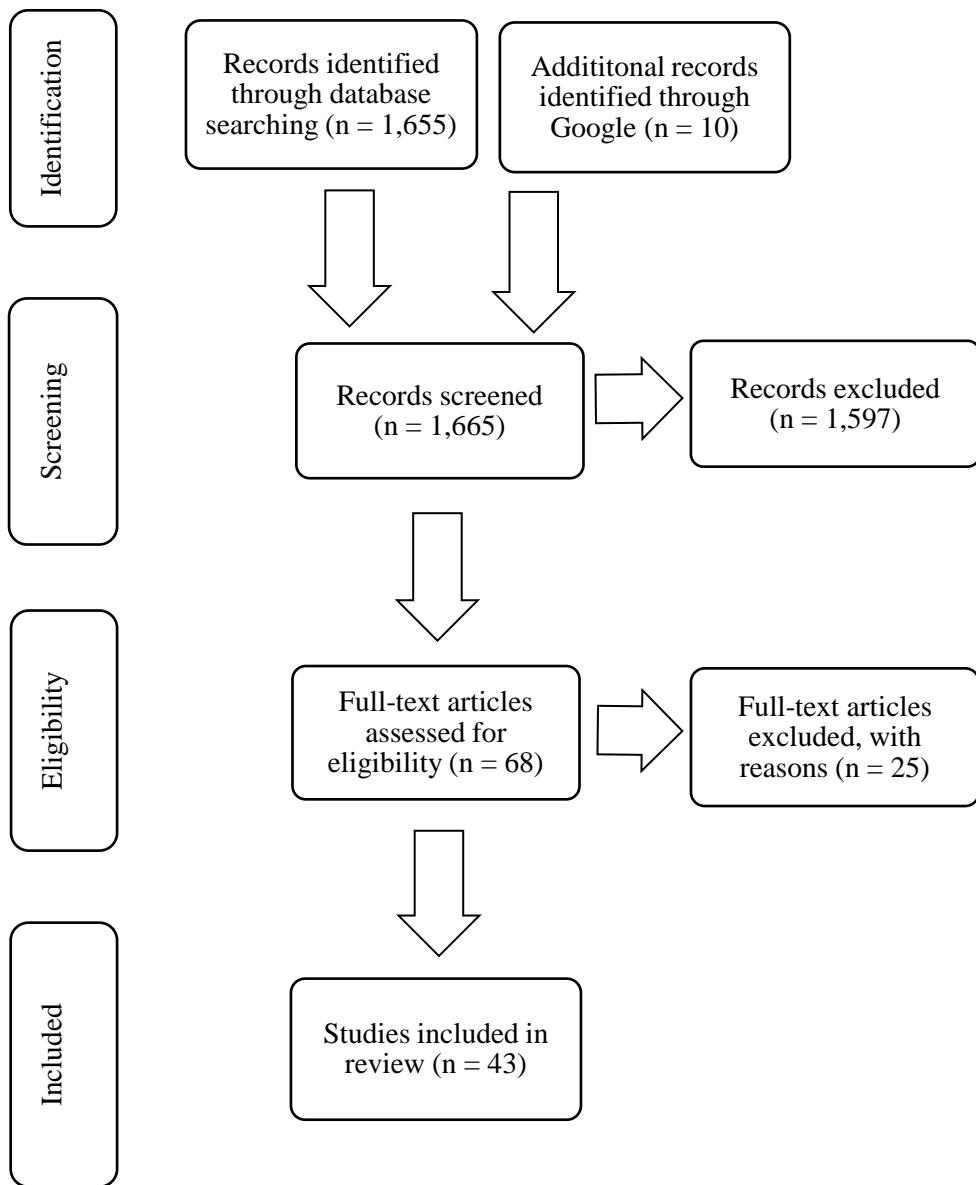 Identification
Records identified
through database
searching (n = 1,655)
Addititonal records
identified through
Google (n = 10)
Screening
Records screened
(n = 1,665)
Records excluded
(n = 1,597)
Eligibility
Full-text articles
assessed for
eligibility (n = 68)
Full-text articles
excluded, with
reasons (n = 25)
Included
Studies included in
review (n = 43)